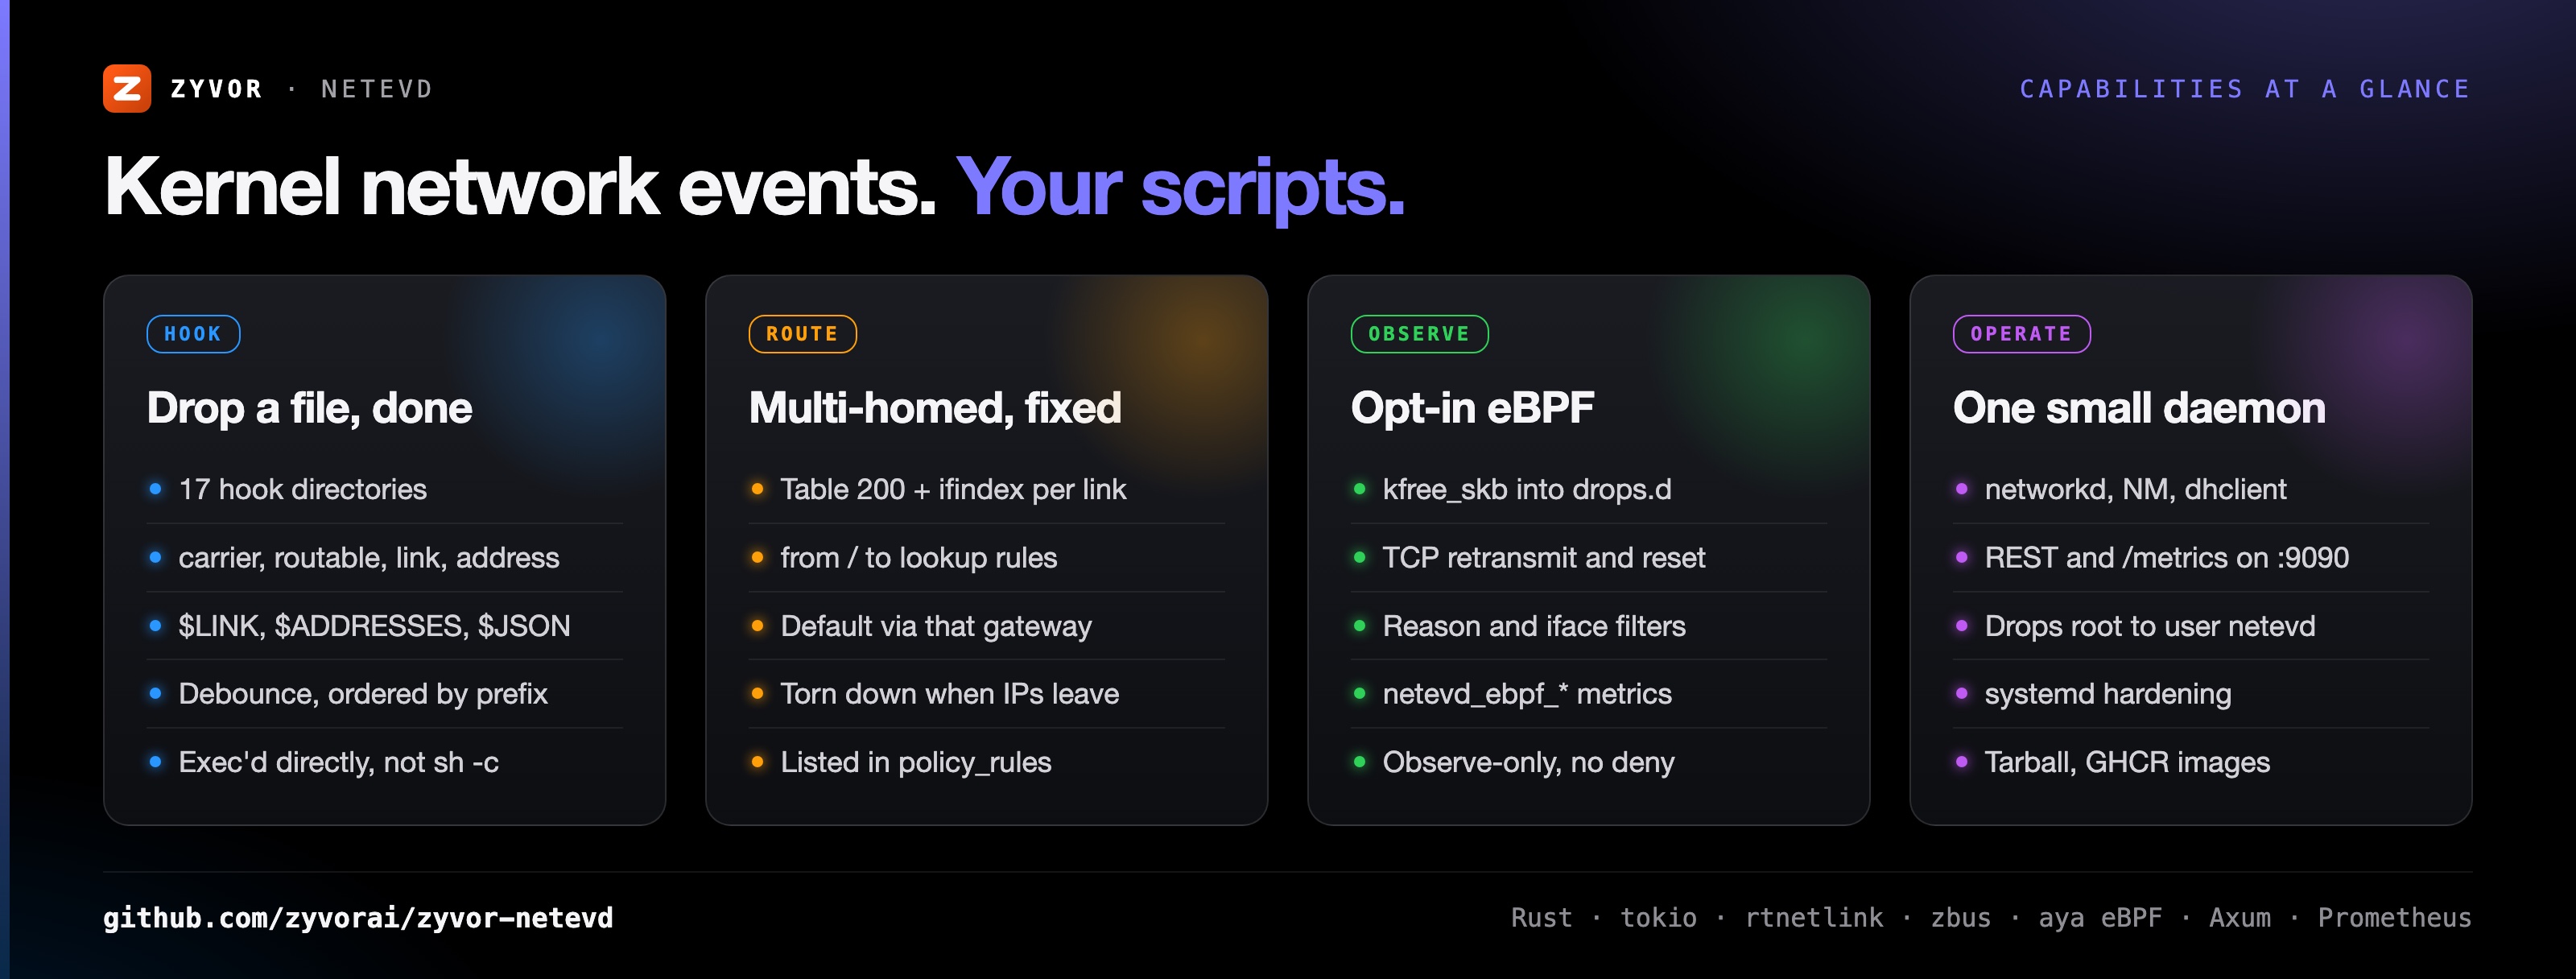 ZYVOR · NETEVD
CAPABILITIES AT A GLANCE
Kernel network events. Your scripts.
HOOK
Drop a file, done
17 hook directories
carrier, routable, link, address
$LINK, $ADDRESSES, $JSON
Debounce, ordered by prefix
Exec'd directly, not sh -c
ROUTE
Multi-homed, fixed
Table 200 + ifindex per link
from / to lookup rules
Default via that gateway
Torn down when IPs leave
Listed in policy_rules
OBSERVE
Opt-in eBPF
kfree_skb into drops.d
TCP retransmit and reset
Reason and iface filters
netevd_ebpf_* metrics
Observe-only, no deny
OPERATE
One small daemon
networkd, NM, dhclient
REST and /metrics on :9090
Drops root to user netevd
systemd hardening
Tarball, GHCR images
github.com/zyvorai/zyvor-netevd
Rust · tokio · rtnetlink · zbus · aya eBPF · Axum · Prometheus